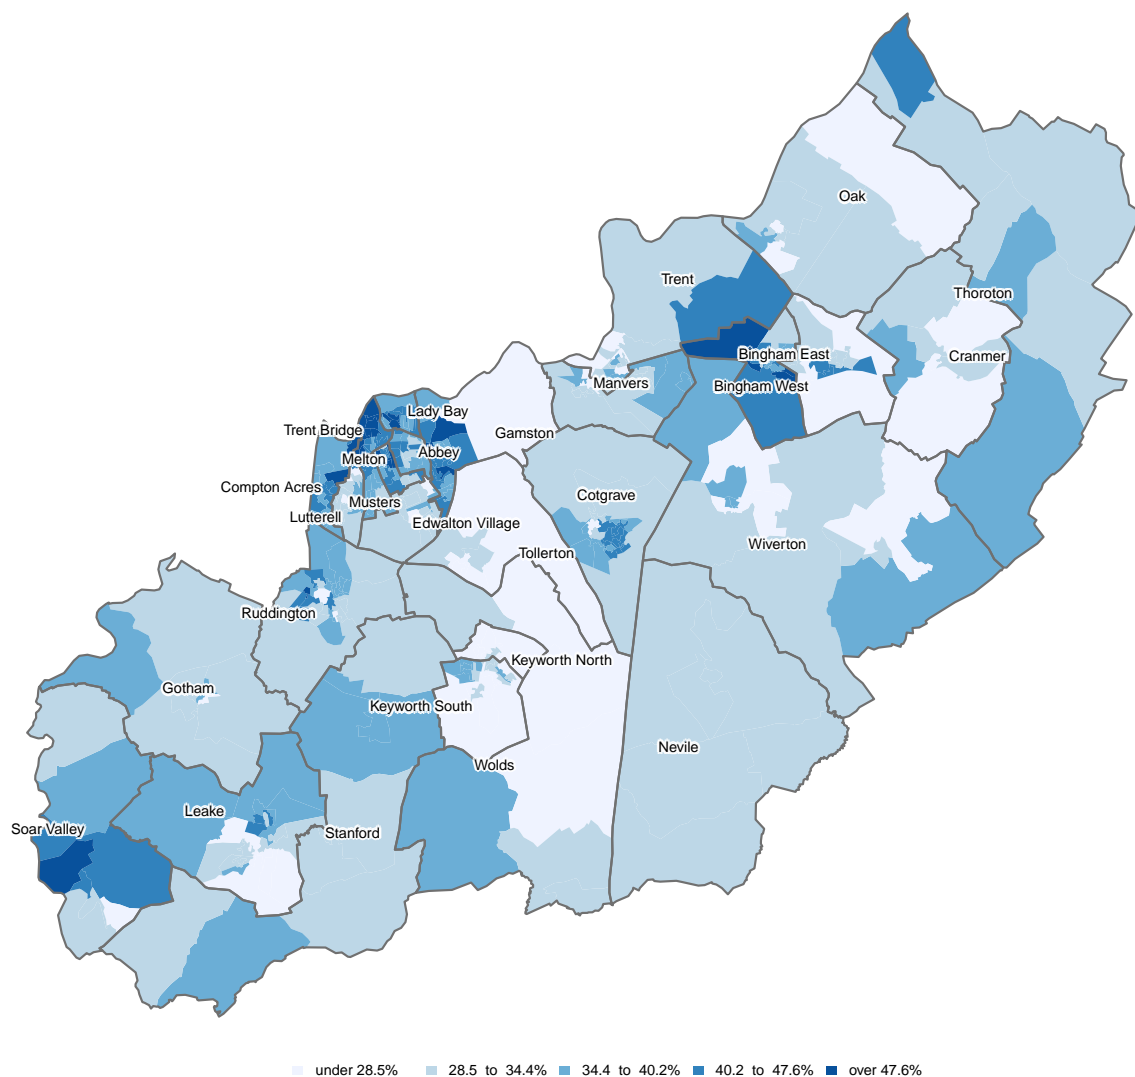 Oak
Trent
Thoroton
Bingham East
Cranmer
Manvers
Bingham West
Lady Bay
Trent Bridge
Gamston
Abbey
Melton
Compton Acres
Cotgrave
Musters
Lutterell
Edwalton Village
Wiverton
Tollerton
Ruddington
Keyworth North
Gotham
Keyworth South
Nevile
Wolds
Leake
Soar Valley
Stanford
under 28.5% 28.5 to 34.4% 34.4 to 40.2% 40.2 to 47.6% over 47.6%